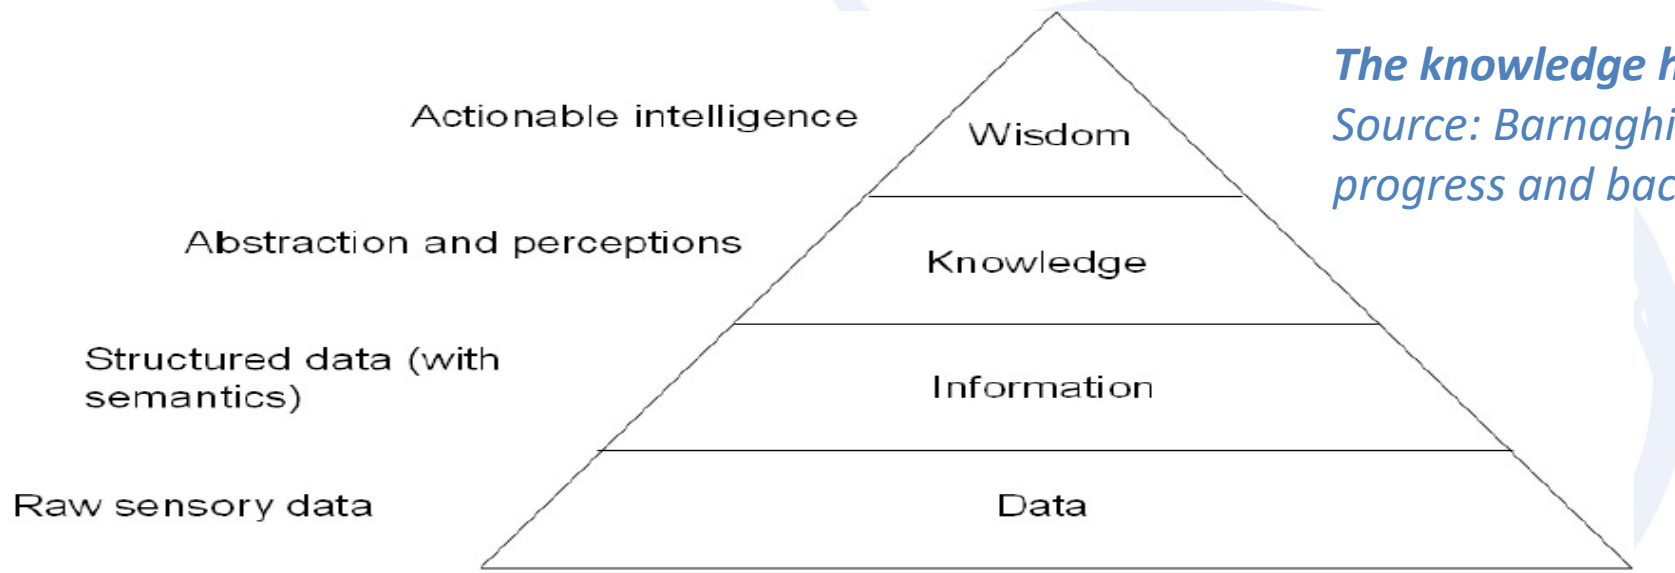 Actionable intelligence
Wisdom
The knowledge
Source: Barnaghi
progress and
Abstraction and perceptions
Knowledge
Structured data (with
semantics)
Information
Raw sensory data
Data